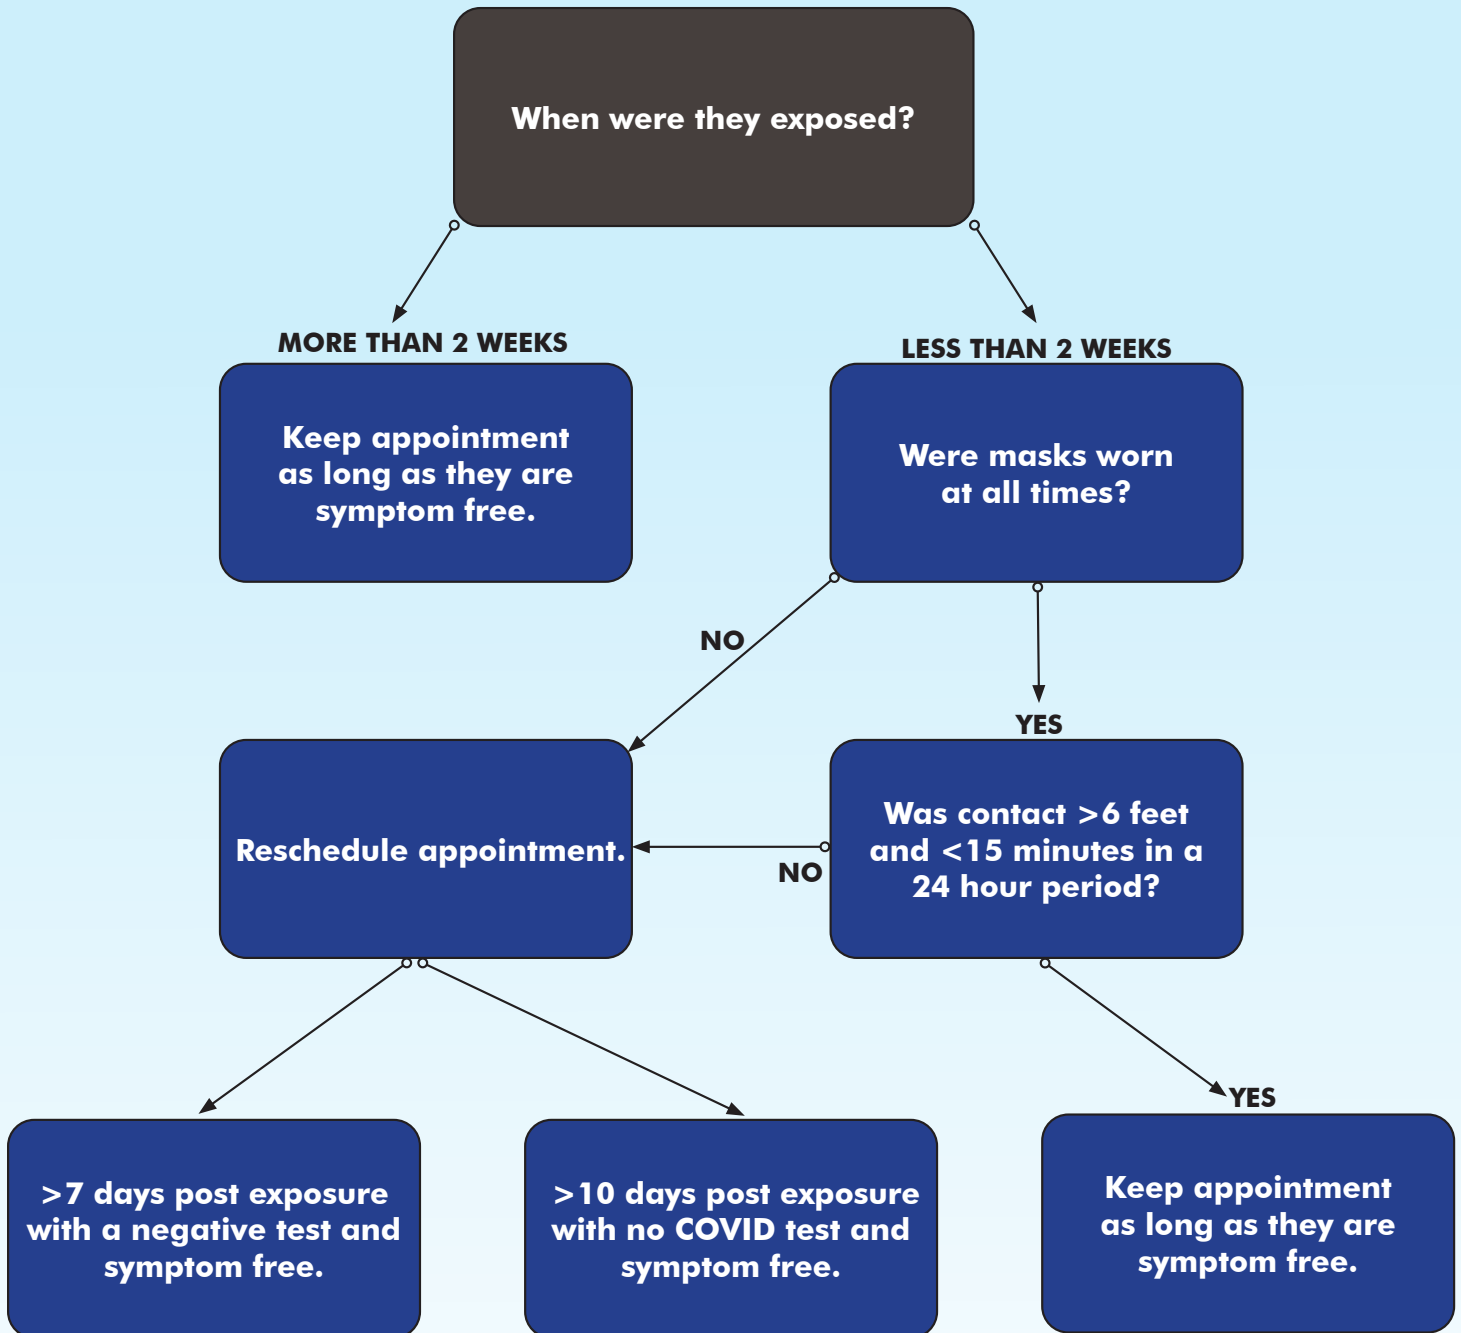 When were they exposed?
MORE THAN 2 WEEKS
LESS THAN 2 WEEKS
Keep appointment
as long as they are
symptom free.
Were masks worn
at all times?
NO
YES
Reschedule appointment.
Was contact >6 feet
and <15 minutes in a
24 hour period?
NO
YES
>7 days post exposure
with a negative test and
symptom free.
>10 days post exposure
with no COVID test and
symptom free.
Keep appointment
as long as they are
symptom free.